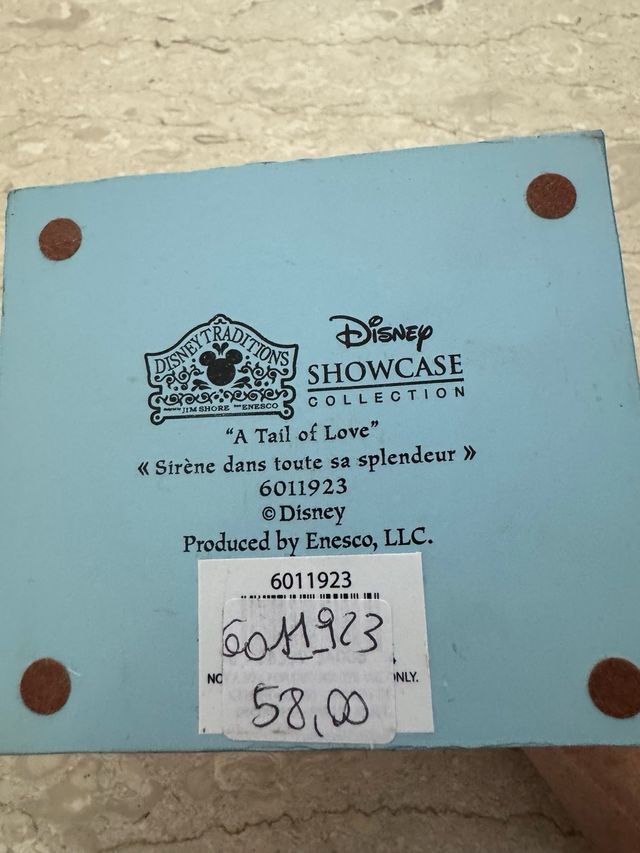 DISNEY TRADITIONS
JIM SHORE ENESCO
Disney
SHOWCASE
COLLECTION
"A Tail of Love"
« Sirène dans toute sa splendeur »
6011923
© Disney
Produced by Enesco, LLC.
6011923
6011923
58,00